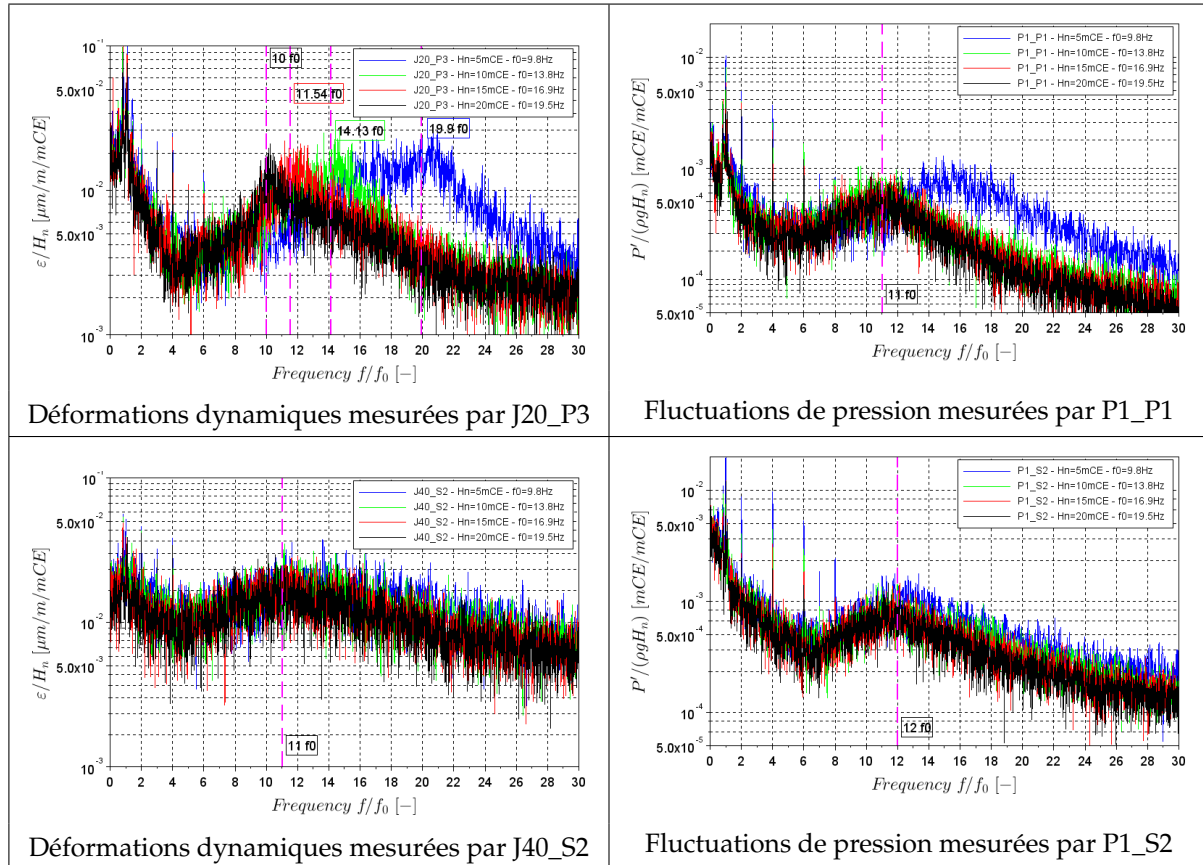 10⁻¹
5.0x10⁻²
10⁻²
5.0x10⁻³
10⁻³
ε/Hₙ [μm/m/mCE]
10 f0
11.54 f0
14.13 f0
19.9 f0
J20_P3 - Hn=5mCE - f0=9.8Hz
J20_P3 - Hn=10mCE - f0=13.8Hz
J20_P3 - Hn=15mCE - f0=16.9Hz
J20_P3 - Hn=20mCE - f0=19.5Hz
0 2 4 6 8 10 12 14 16 18 20 22 24 26 28 30
Frequency f/f₀ [−]
Déformations dynamiques mesurées par J20_P3
10⁻²
5.0x10⁻³
10⁻³
5.0x10⁻⁴
10⁻⁴
5.0x10⁻⁵
P′/(ρgHₙ) [mCE/mCE]
P1_P1 - Hn=5mCE - f0=9.8Hz
P1_P1 - Hn=10mCE - f0=13.8Hz
P1_P1 - Hn=15mCE - f0=16.9Hz
P1_P1 - Hn=20mCE - f0=19.5Hz
11 f0
0 2 4 6 8 10 12 14 16 18 20 22 24 26 28 30
Frequency f/f₀ [−]
Fluctuations de pression mesurées par P1_P1
10⁻¹
5.0x10⁻²
10⁻²
5.0x10⁻³
10⁻³
ε/Hₙ [μm/m/mCE]
J40_S2 - Hn=5mCE - f0=9.8Hz
J40_S2 - Hn=10mCE - f0=13.8Hz
J40_S2 - Hn=15mCE - f0=16.9Hz
J40_S2 - Hn=20mCE - f0=19.5Hz
11 f0
0 2 4 6 8 10 12 14 16 18 20 22 24 26 28 30
Frequency f/f₀ [−]
Déformations dynamiques mesurées par J40_S2
10⁻²
5.0x10⁻³
10⁻³
5.0x10⁻⁴
10⁻⁴
5.0x10⁻⁵
P′/(ρgHₙ) [mCE/mCE]
P1_S2 - Hn=5mCE - f0=9.8Hz
P1_S2 - Hn=10mCE - f0=13.8Hz
P1_S2 - Hn=15mCE - f0=16.9Hz
P1_S2 - Hn=20mCE - f0=19.5Hz
12 f0
0 2 4 6 8 10 12 14 16 18 20 22 24 26 28 30
Frequency f/f₀ [−]
Fluctuations de pression mesurées par P1_S2